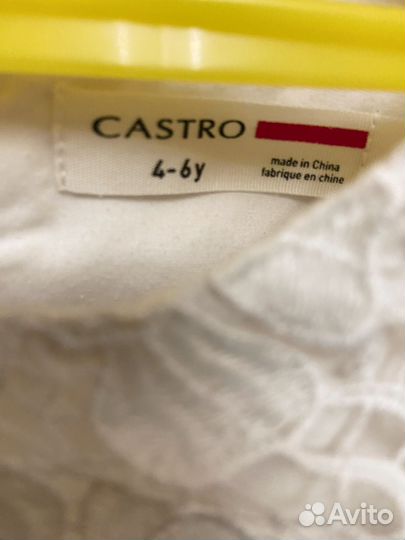 CASTRO
4-6y
made in China
fabrique en chine
Avito